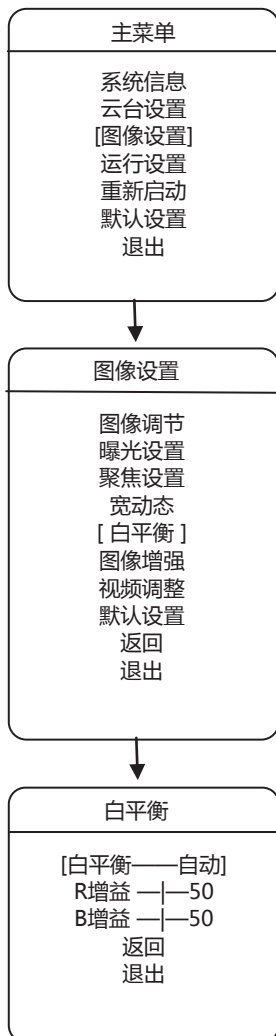 主菜单
系统信息
云台设置
[图像设置]
运行设置
重新启动
默认设置
退出
图像设置
图像调节
曝光设置
聚焦设置
宽动态
[ 白平衡 ]
图像增强
视频调整
默认设置
返回
退出
白平衡
[白平衡——自动]
R增益 —|—50
B增益 —|—50
返回
退出